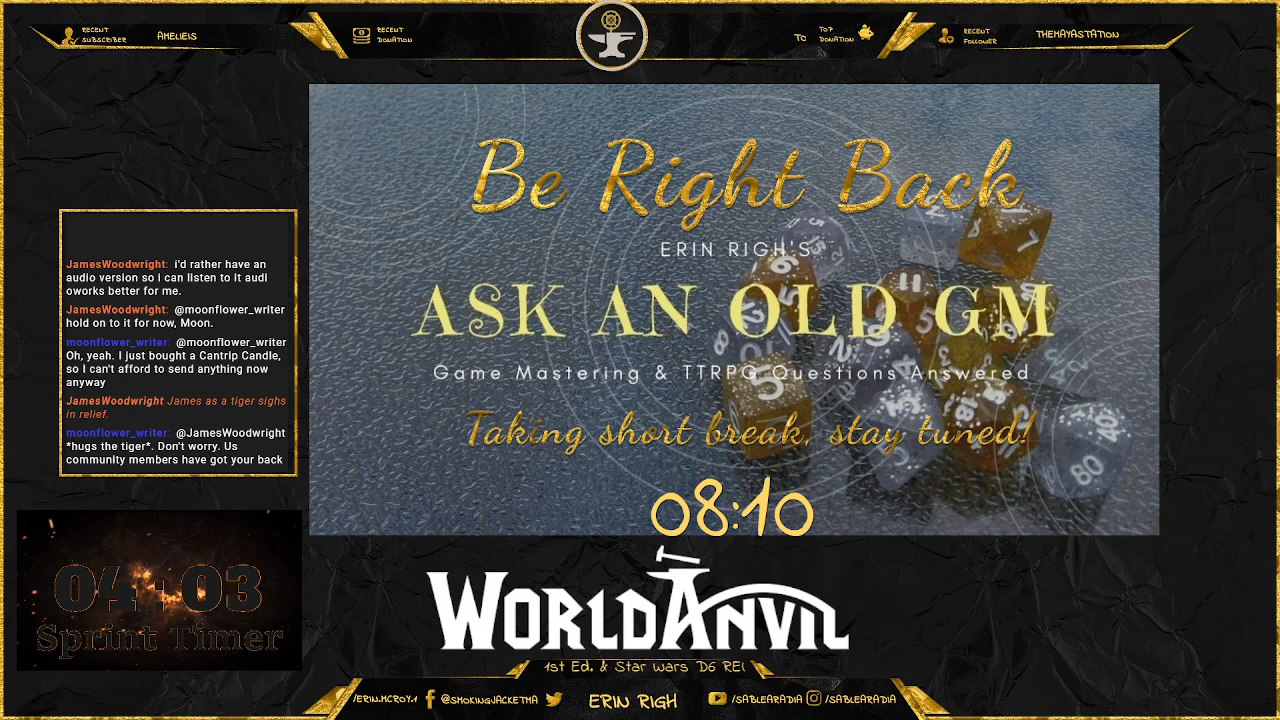 RECENT
SUBSCRIBER
AMELIEIS
RECENT
DONATION
TC
TOP
DONATION
RECENT
FOLLOWER
THEMAYASTATION
Be Right Back
ERIN RIGH'S
ASK AN OLD GM
Game Mastering & TTRPG Questions Answered
Taking short break, stay tuned!
08:10
JamesWoodwright: i'd rather have an
audio version so i can listen to it audi
oworks better for me.
JamesWoodwright: @moonflower_writer
hold on to it for now, Moon.
moonflower_writer: @moonflower_writer
Oh, yeah. I just bought a Cantrip Candle,
so I can't afford to send anything now
anyway
JamesWoodwright James as a tiger sighs
in relief.
moonflower_writer: @JamesWoodwright
*hugs the tiger*. Don't worry. Us
community members have got your back
04:03
Sprint Timer
WORLDANVIL
1st Ed. & Star Wars D6 RE
/ERIN.MCROY.1
@SMOKINGJACKETMA
ERIN RIGH
/SABLEARADIA
/SABLEARADIA